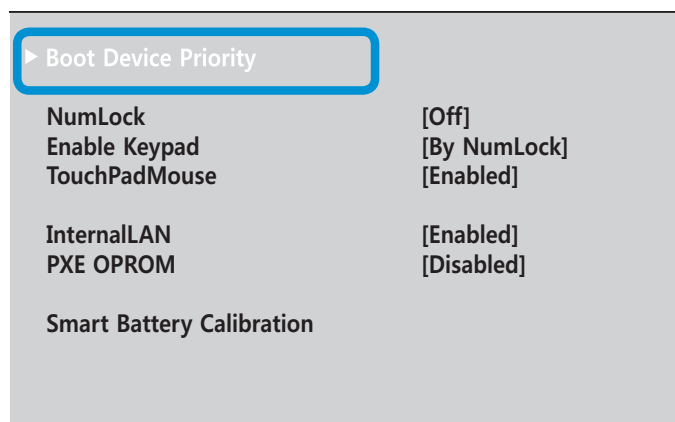 Boot Device Priority
NumLock [Off]
Enable Keypad [By NumLock]
TouchPadMouse [Enabled]
InternalLAN [Enabled]
PXE OPROM [Disabled]
Smart Battery Calibration